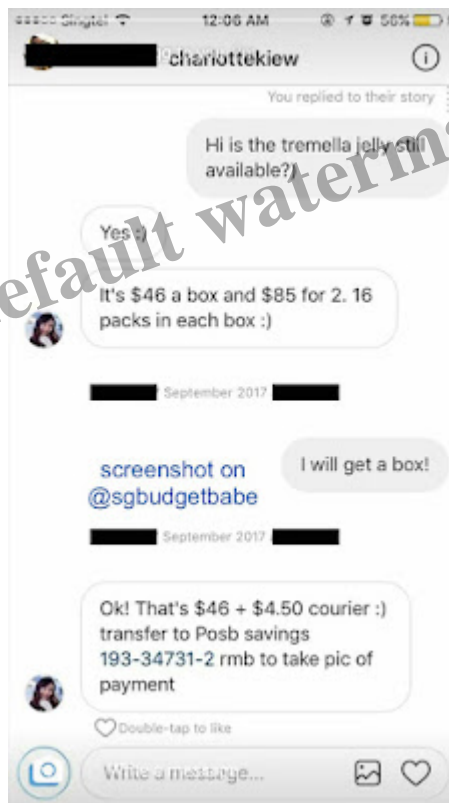 Singtel 12:06 AM 56%
charlottekiew
You replied to their story
Hi is the tremella jelly still
available?)
Yes :)
It's $46 a box and $85 for 2. 16
packs in each box :)
September 2017
I will get a box!
screenshot on
@sgbudgetbabe
September 2017
Ok! That's $46 + $4.50 courier :)
transfer to Posb savings
193-34731-2 rmb to take pic of
payment
Double-tap to like
Write a message...
efault waterma